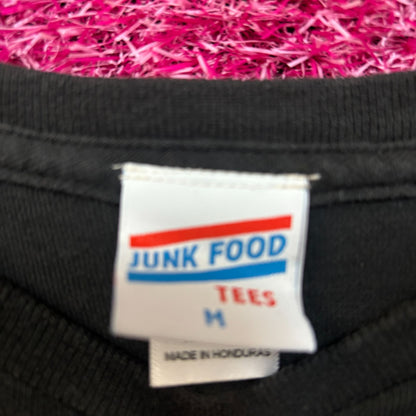 JUNK FOOD
TEES
M
MADE IN HONDURAS